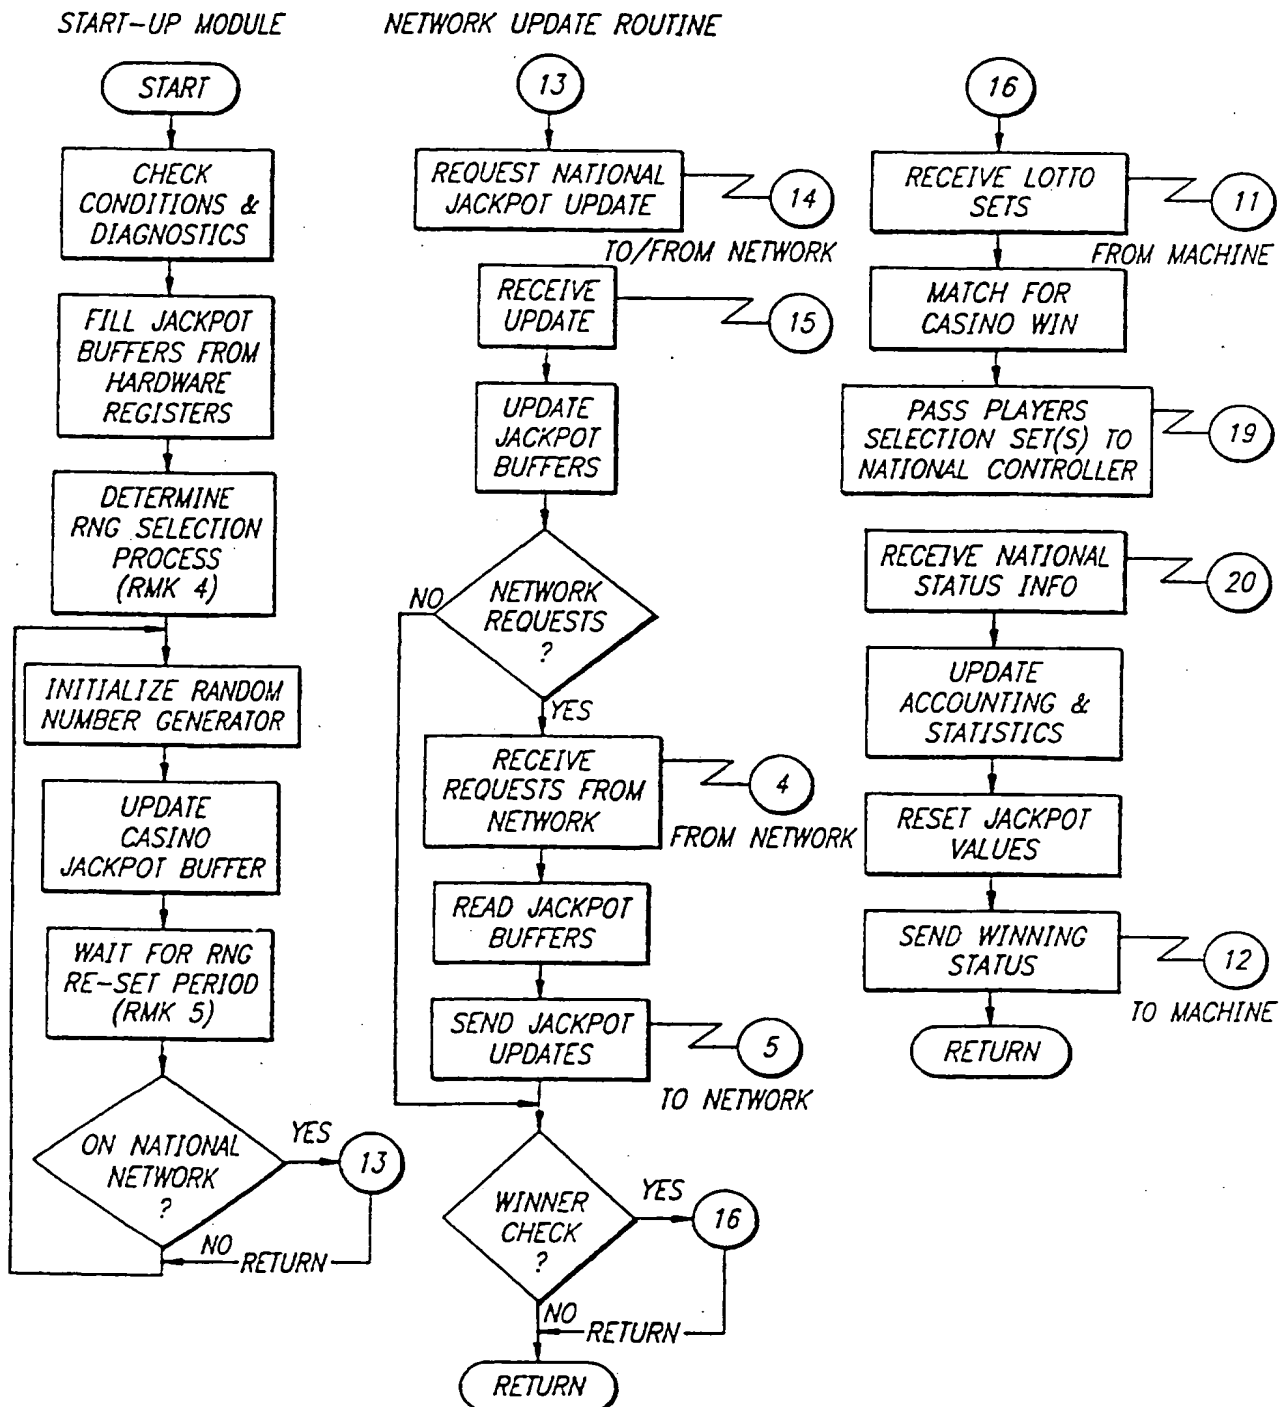 START-UP MODULE
START
CHECK
CONDITIONS &
DIAGNOSTICS
FILL JACKPOT
BUFFERS FROM
HARDWARE
REGISTERS
DETERMINE
RNG SELECTION
PROCESS
(RMK 4)
INITIALIZE RANDOM
NUMBER GENERATOR
UPDATE
CASINO
JACKPOT BUFFER
WAIT FOR RNG
RE-SET PERIOD
(RMK 5)
ON NATIONAL
NETWORK
?
YES
13
NO
RETURN
NETWORK UPDATE ROUTINE
13
REQUEST NATIONAL
JACKPOT UPDATE
14
TO/FROM NETWORK
RECEIVE
UPDATE
15
UPDATE
JACKPOT
BUFFERS
NO
NETWORK
REQUESTS
?
YES
RECEIVE
REQUESTS FROM
NETWORK
4
FROM NETWORK
READ JACKPOT
BUFFERS
SEND JACKPOT
UPDATES
5
TO NETWORK
WINNER
CHECK
?
YES
16
NO
RETURN
RETURN
16
RECEIVE LOTTO
SETS
11
FROM MACHINE
MATCH FOR
CASINO WIN
PASS PLAYERS
SELECTION SET(S) TO
NATIONAL CONTROLLER
19
RECEIVE NATIONAL
STATUS INFO
20
UPDATE
ACCOUNTING &
STATISTICS
RESET JACKPOT
VALUES
SEND WINNING
STATUS
12
TO MACHINE
RETURN